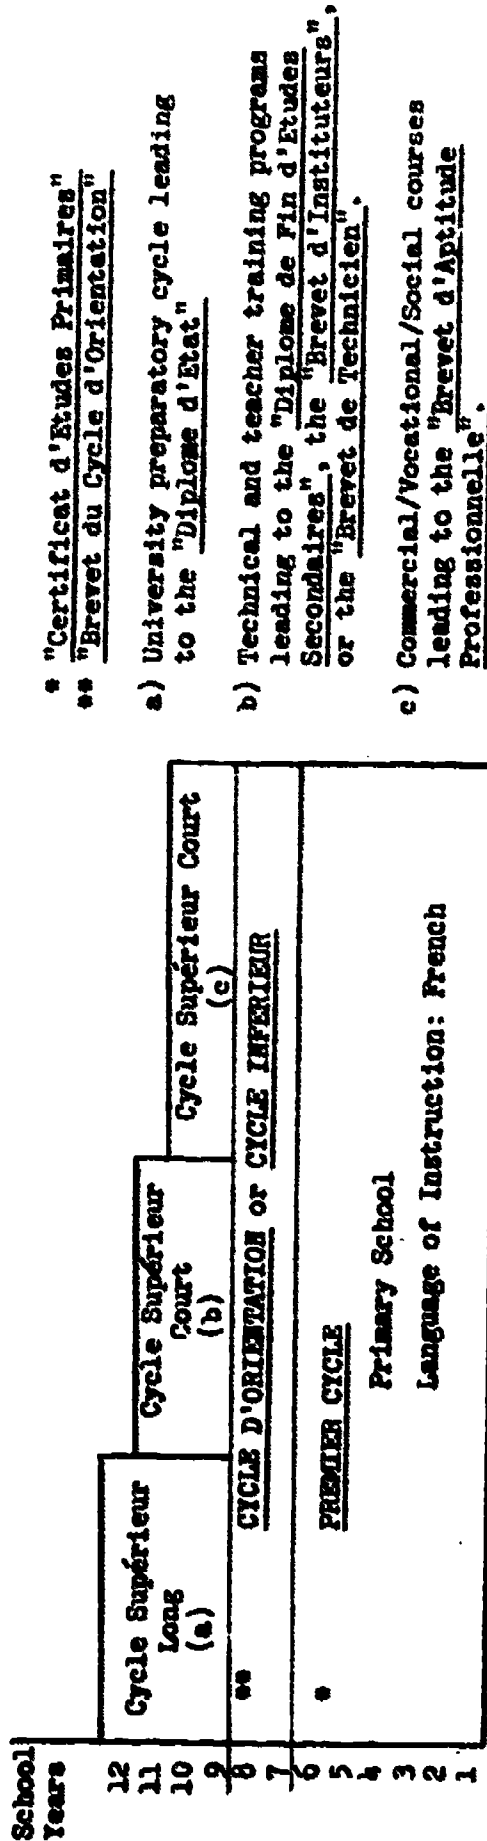 School
Years
12
11
10
9
8
7
6
5
4
3
2
1
Cycle Supérieur
Long
(a)
Cycle Supérieur
Court
(b)
Cycle Supérieur Court
(c)
**
CYCLE D'ORIENTATION or CYCLE INFERIEUR
*
PREMIER CYCLE
Primary School
Language of Instruction: French
* "Certificat d'Etudes Primaires"
** "Brevet du Cycle d'Orientation"
a) University preparatory cycle leading
to the "Diplome d'Etat"
b) Technical and teacher training programs
leading to the "Diplome de Fin d'Etudes
Secondaires", the "Brevet d'Instituteurs",
or the "Brevet de Technicien".
c) Commercial/Vocational/Social courses
leading to the "Brevet d'Aptitude
Professionnelle".